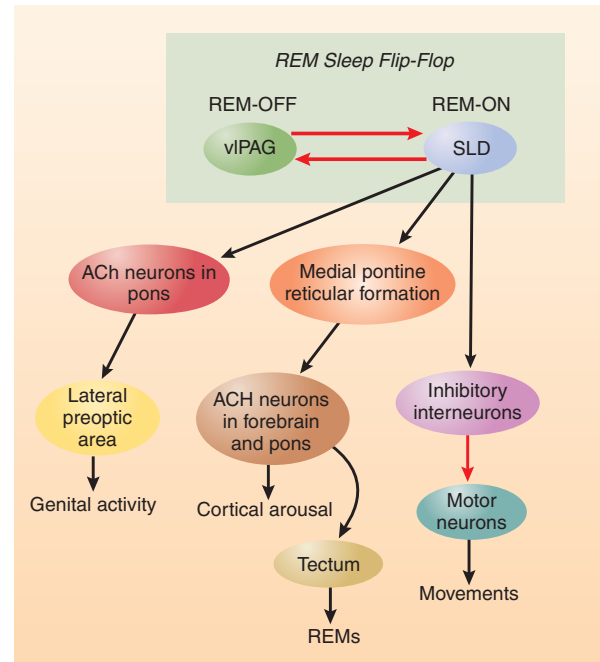 REM Sleep Flip-Flop
REM-OFF
REM-ON
vlPAG
SLD
ACh neurons in
pons
Medial pontine
reticular formation
Lateral
preoptic
area
ACH neurons
in forebrain
and pons
Inhibitory
interneurons
Genital activity
Cortical arousal
Motor
neurons
Tectum
Movements
REMs